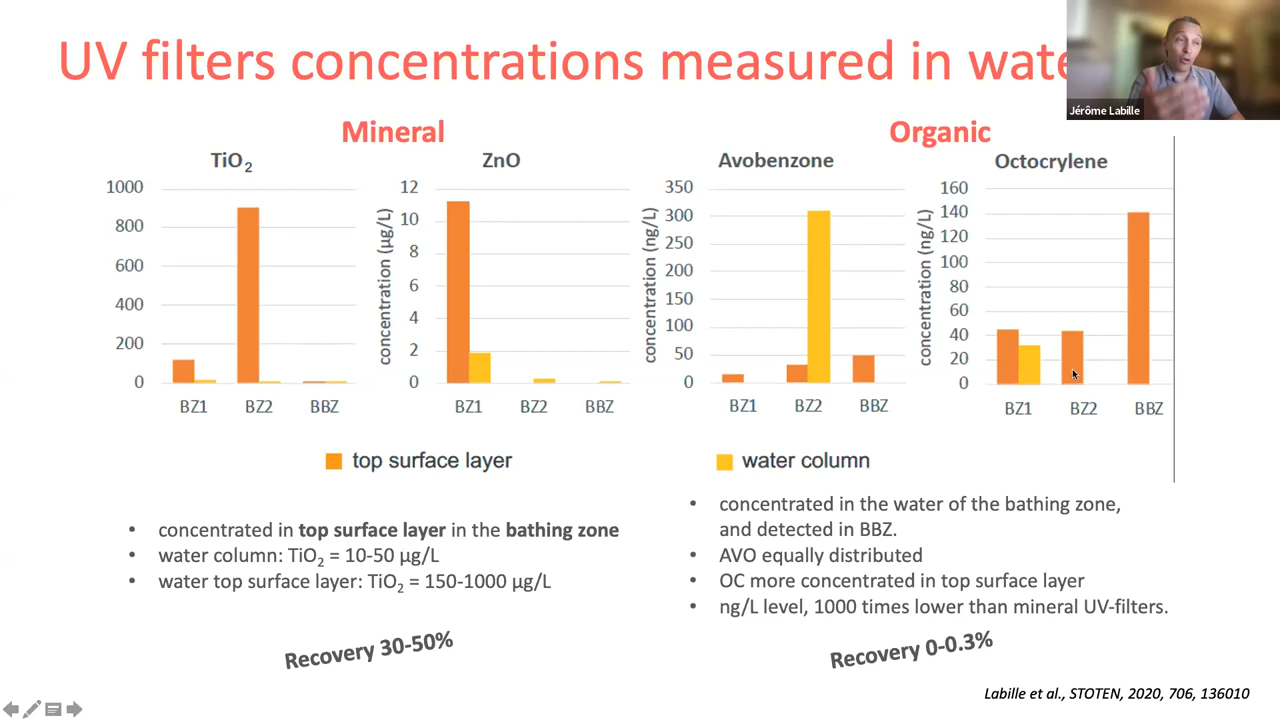 UV filters concentrations measured in wate
Jérôme Labille
Mineral
Organic
TiO2
ZnO
Avobenzone
Octocrylene
1000
800
600
400
200
0
BZ1 BZ2 BBZ
concentration (µg/L)
12
10
8
6
4
2
0
BZ1 BZ2 BBZ
concentration (ng/L)
350
300
250
200
150
100
50
0
BZ1 BZ2 BBZ
concentration (ng/L)
160
140
120
100
80
60
40
20
0
BZ1 BZ2 BBZ
top surface layer
water column
• concentrated in top surface layer in the bathing zone
• water column: TiO2 = 10-50 µg/L
• water top surface layer: TiO2 = 150-1000 µg/L
Recovery 30-50%
• concentrated in the water of the bathing zone,
and detected in BBZ.
• AVO equally distributed
• OC more concentrated in top surface layer
• ng/L level, 1000 times lower than mineral UV-filters.
Recovery 0-0.3%
Labille et al., STOTEN, 2020, 706, 136010